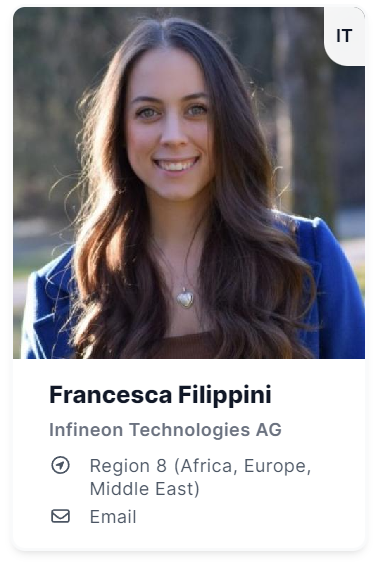 IT
Francesca Filippini
Infineon Technologies AG
Region 8 (Africa, Europe,
Middle East)
Email